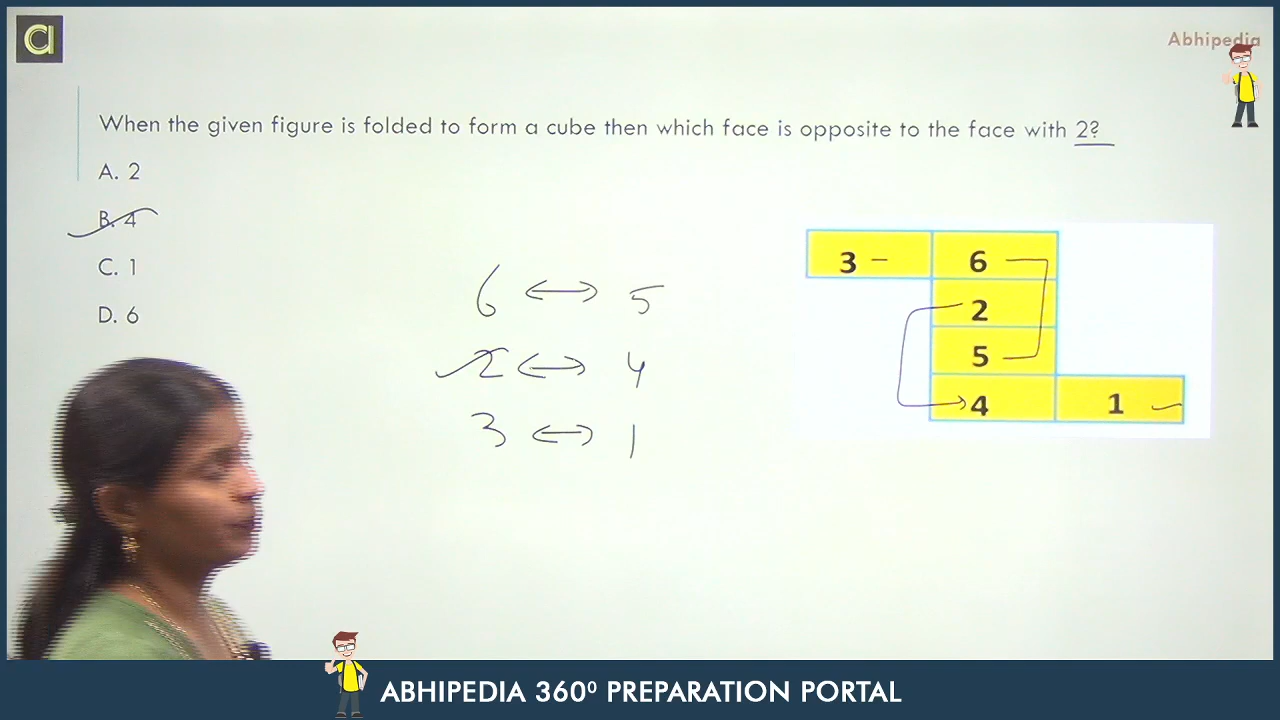 Abhipedia
When the given figure is folded to form a cube then which face is opposite to the face with 2?
A. 2
B. 4
C. 1
D. 6
6 ↔ 5
2 ↔ 4
3 ↔ 1
3 6
2
5
4 1
ABHIPEDIA 360⁰ PREPARATION PORTAL